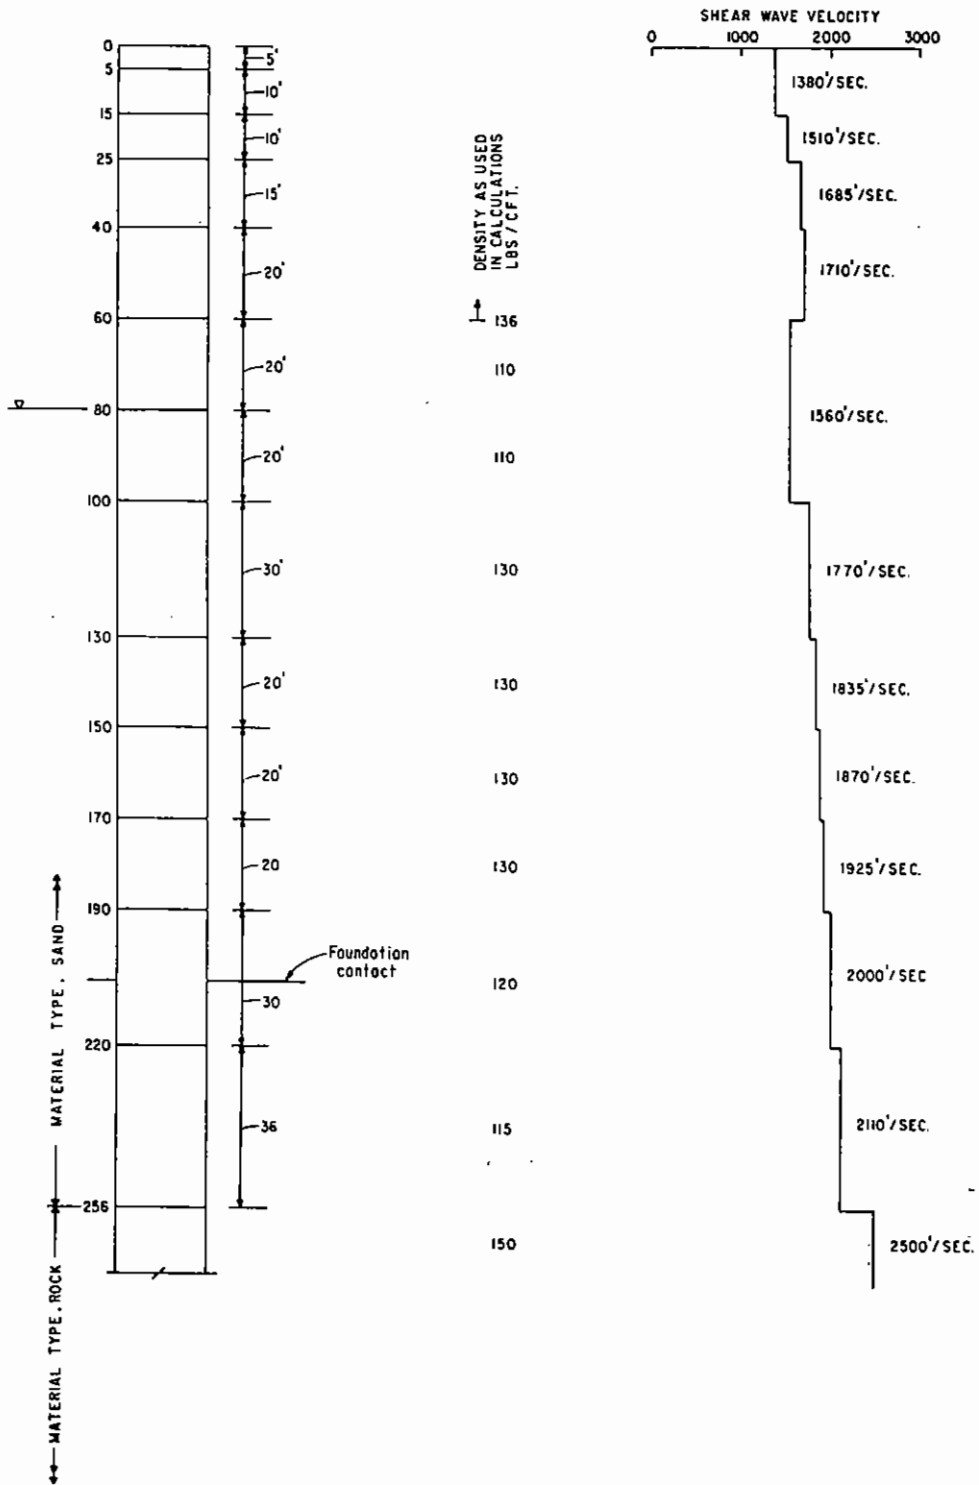 SHEAR WAVE VELOCITY
0 1000 2000 3000
0
5
15
25
40
60
80
100
130
150
170
190
220
256
5'
10'
10'
15'
20'
20'
20'
30'
20'
20'
20
30
36
Foundation
contact
DENSITY AS USED
IN CALCULATIONS
LBS / CFT.
136
110
110
130
130
130
130
120
115
150
1380'/SEC.
1510'/SEC.
1685'/SEC.
1710'/SEC.
1560'/SEC.
1770'/SEC.
1835'/SEC.
1870'/SEC.
1925'/SEC.
2000'/SEC
2110'/SEC.
2500'/SEC.
MATERIAL TYPE, SAND
MATERIAL TYPE, ROCK